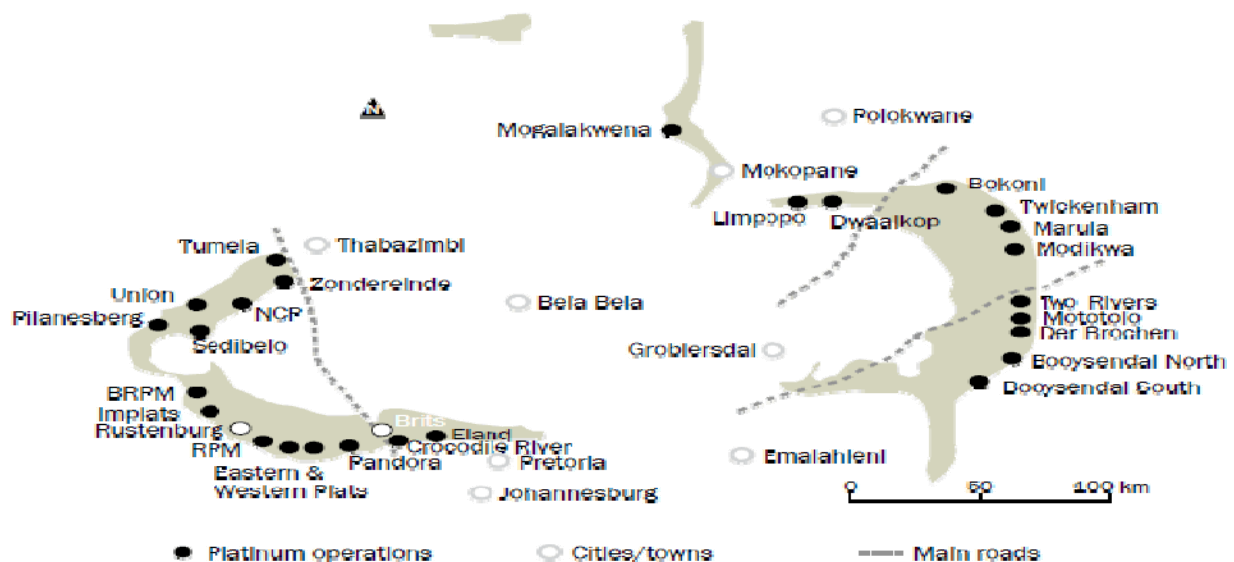 N
Polokwane
Mogalakwena
Mokopane
Bokoni
Limpopo
Dwaalkop
Twickenham
Marula
Modikwa
Tumela
Thabazimbi
Zondereinde
Union
NCP
Pilanesberg
Sedibelo
Bela Bela
Two Rivers
Mototolo
Der Brochen
Groblersdal
Booysendal North
Booysendal South
BRPM
Implats
Rustenburg
Brits
Eland
RPM
Crocodile River
Pandora
Eastern &
Western Plats
Pretoria
Johannesburg
Emalahleni
0 50 100 km
Platinum operations
Cities/towns
Main roads